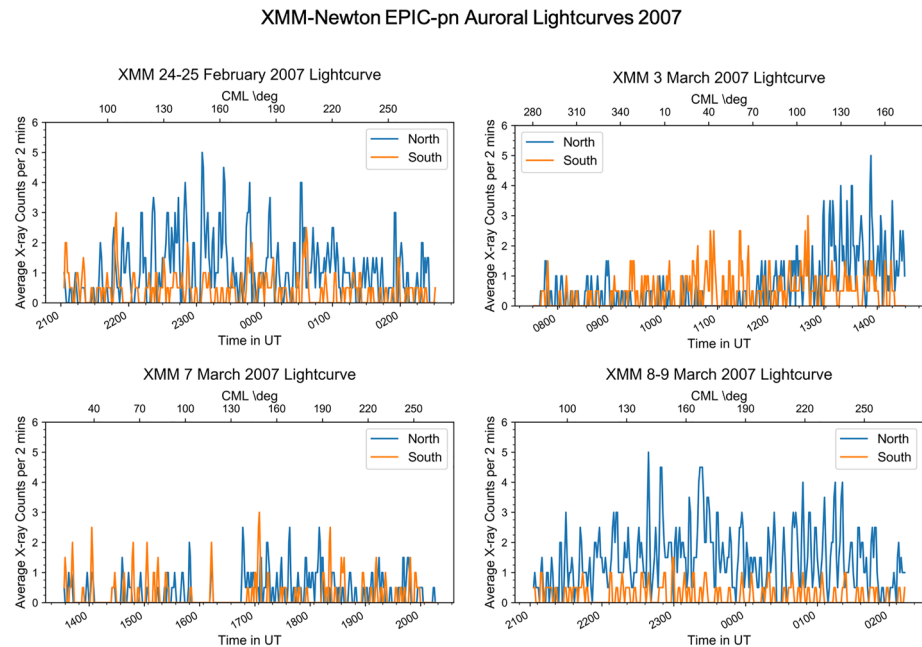 XMM-Newton EPIC-pn Auroral Lightcurves 2007
XMM 24-25 February 2007 Lightcurve
CML \deg
100 130 150 160 180 200 250
Average X-ray Counts per 2 mins
6
5
4
3
2
1
0
North
South
2100 2200 2300 0000 0100 0200
Time in UT
XMM 3 March 2007 Lightcurve
CML \deg
280 310 340 10 40 70 100 130 160
Average X-ray Counts per 2 mins
6
5
4
3
2
1
0
North
South
0800 0900 1000 1100 1200 1300 1400
Time in UT
XMM 7 March 2007 Lightcurve
CML \deg
40 70 100 130 160 190 220 250
Average X-ray Counts per 2 mins
6
5
4
3
2
1
0
North
South
1400 1500 1600 1700 1800 1900 2000
Time in UT
XMM 8-9 March 2007 Lightcurve
CML \deg
100 130 160 190 220 250
Average X-ray Counts per 2 mins
6
5
4
3
2
1
0
North
South
2100 2200 2300 0000 0100 0200
Time in UT